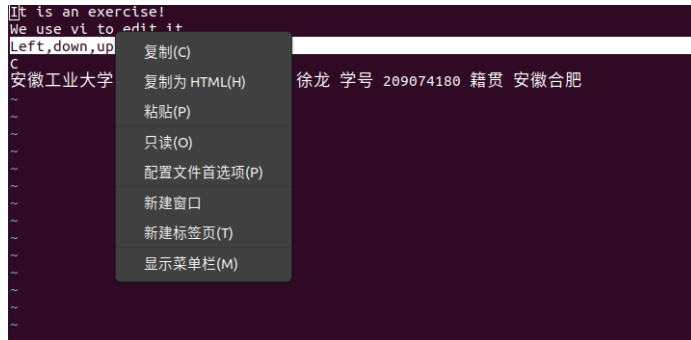 It is an exercise!
We use vi to edit it
Left,down,up
C
安徽工业大学 徐龙 学号 209074180 籍贯 安徽合肥
~
~
~
~
~
~
~
~
~
~
~
~
~
~
复制(C)
复制为 HTML(H)
粘贴(P)
只读(O)
配置文件首选项(P)
新建窗口
新建标签页(T)
显示菜单栏(M)